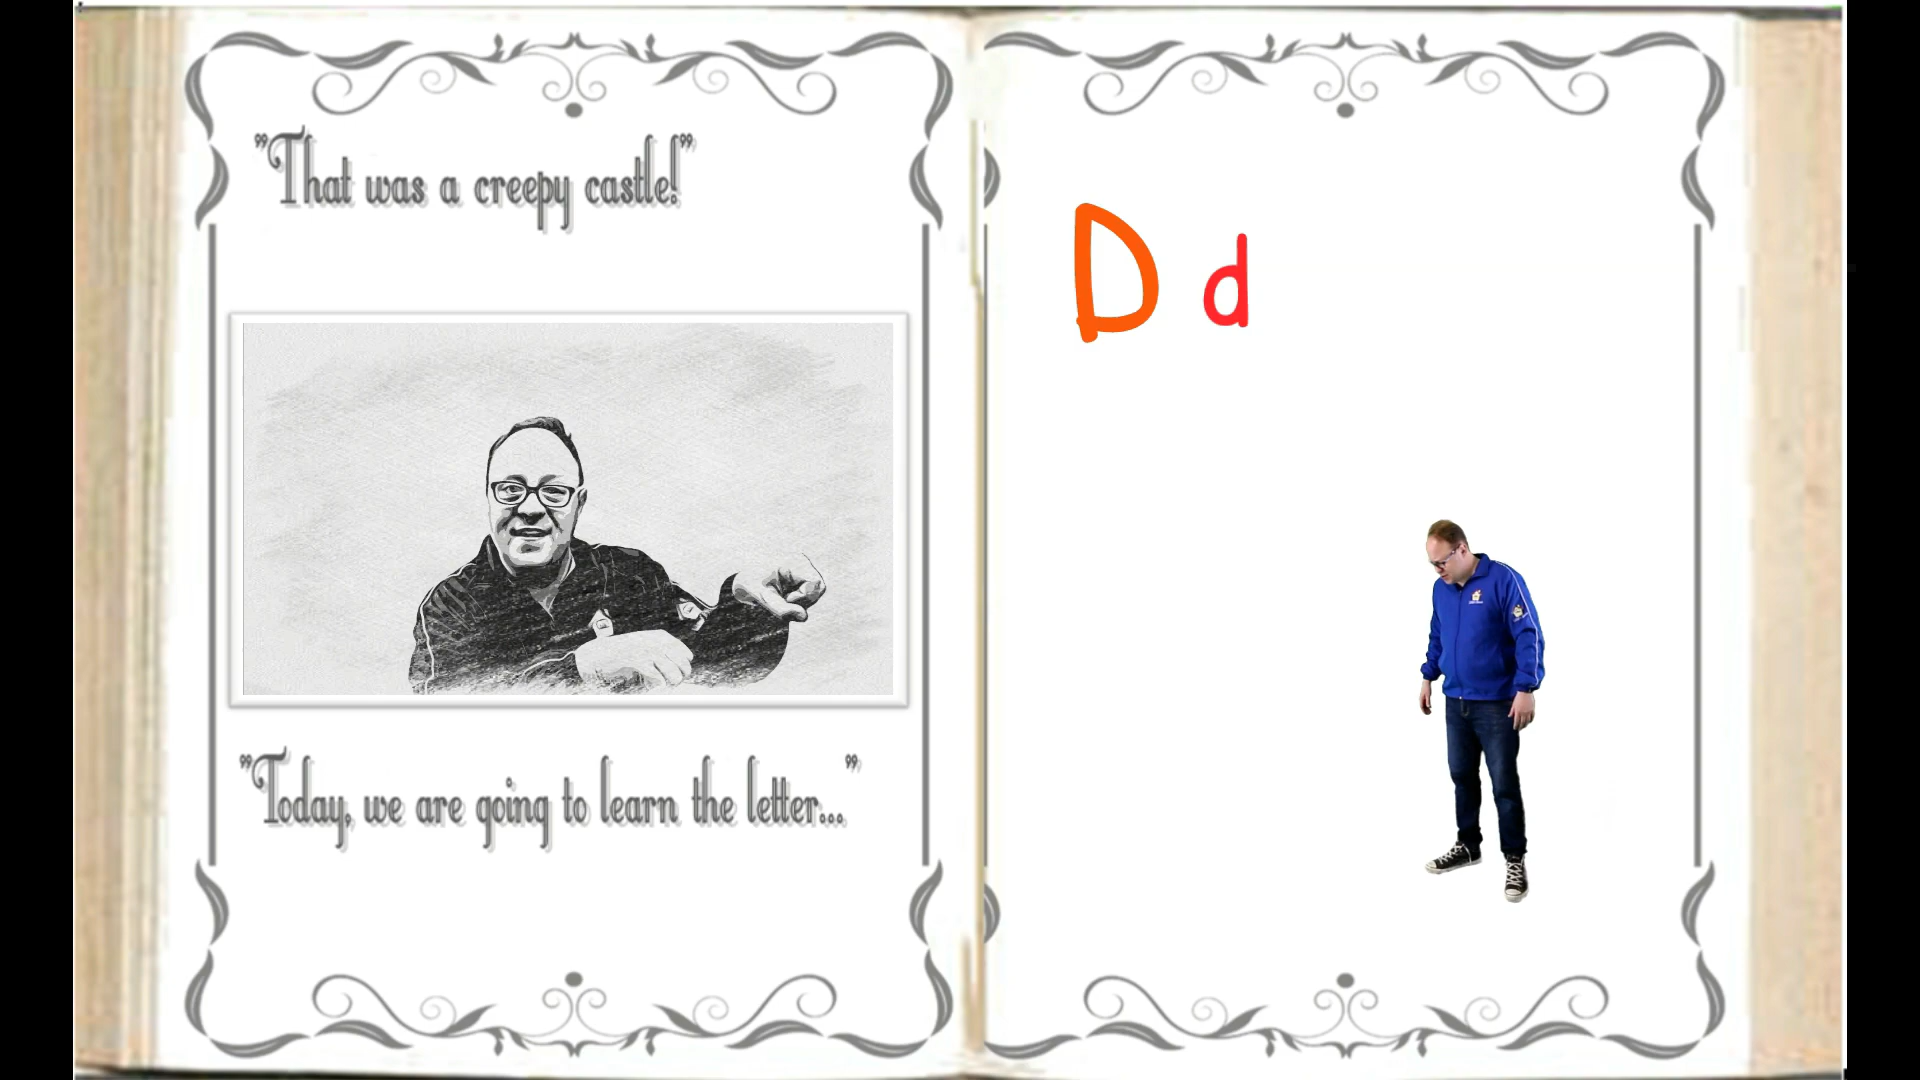 "That was a creepy castle!"
"Today, we are going to learn the letter..."
D d